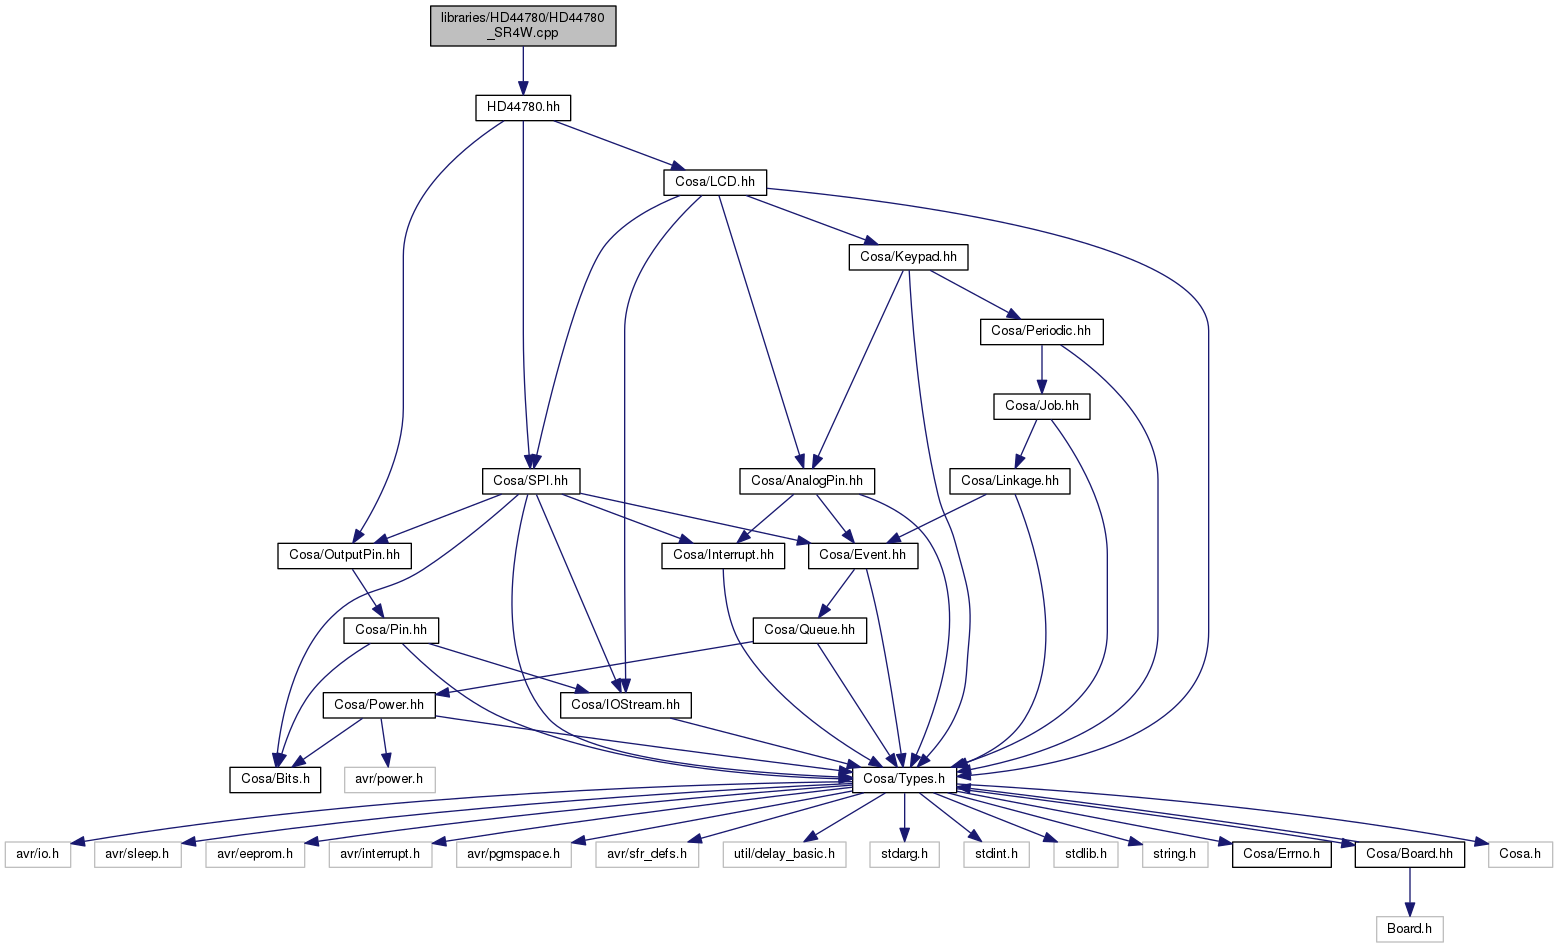 libraries/HD44780/HD44780
_SR4W.cpp
HD44780.hh
Cosa/LCD.hh
Cosa/Keypad.hh
Cosa/Periodic.hh
Cosa/Job.hh
Cosa/SPI.hh
Cosa/AnalogPin.hh
Cosa/Linkage.hh
Cosa/OutputPin.hh
Cosa/Interrupt.hh
Cosa/Event.hh
Cosa/Pin.hh
Cosa/Queue.hh
Cosa/Power.hh
Cosa/IOStream.hh
Cosa/Bits.h
avr/power.h
Cosa/Types.h
avr/io.h
avr/sleep.h
avr/eeprom.h
avr/interrupt.h
avr/pgmspace.h
avr/sfr_defs.h
util/delay_basic.h
stdarg.h
stdint.h
stdlib.h
string.h
Cosa/Errno.h
Cosa/Board.hh
Cosa.h
Board.h